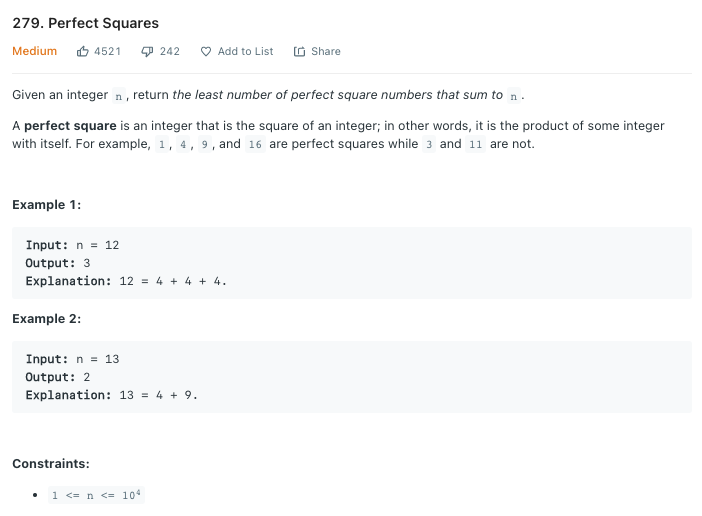 279. Perfect Squares
Medium 4521 242 Add to List Share
Given an integer n, return the least number of perfect square numbers that sum to n.
A perfect square is an integer that is the square of an integer; in other words, it is the product of some integer
with itself. For example, 1, 4, 9, and 16 are perfect squares while 3 and 11 are not.
Example 1:
Input: n = 12
Output: 3
Explanation: 12 = 4 + 4 + 4.
Example 2:
Input: n = 13
Output: 2
Explanation: 13 = 4 + 9.
Constraints:
• 1 <= n <= 10⁴